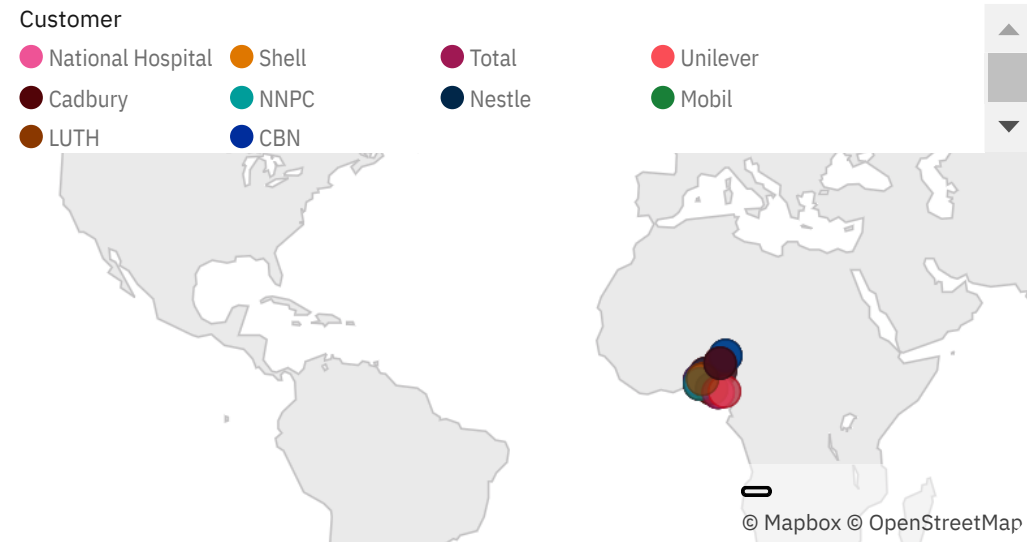 Customer
National Hospital Shell Total Unilever
Cadbury NNPC Nestle Mobil
LUTH CBN
© Mapbox © OpenStreetMap